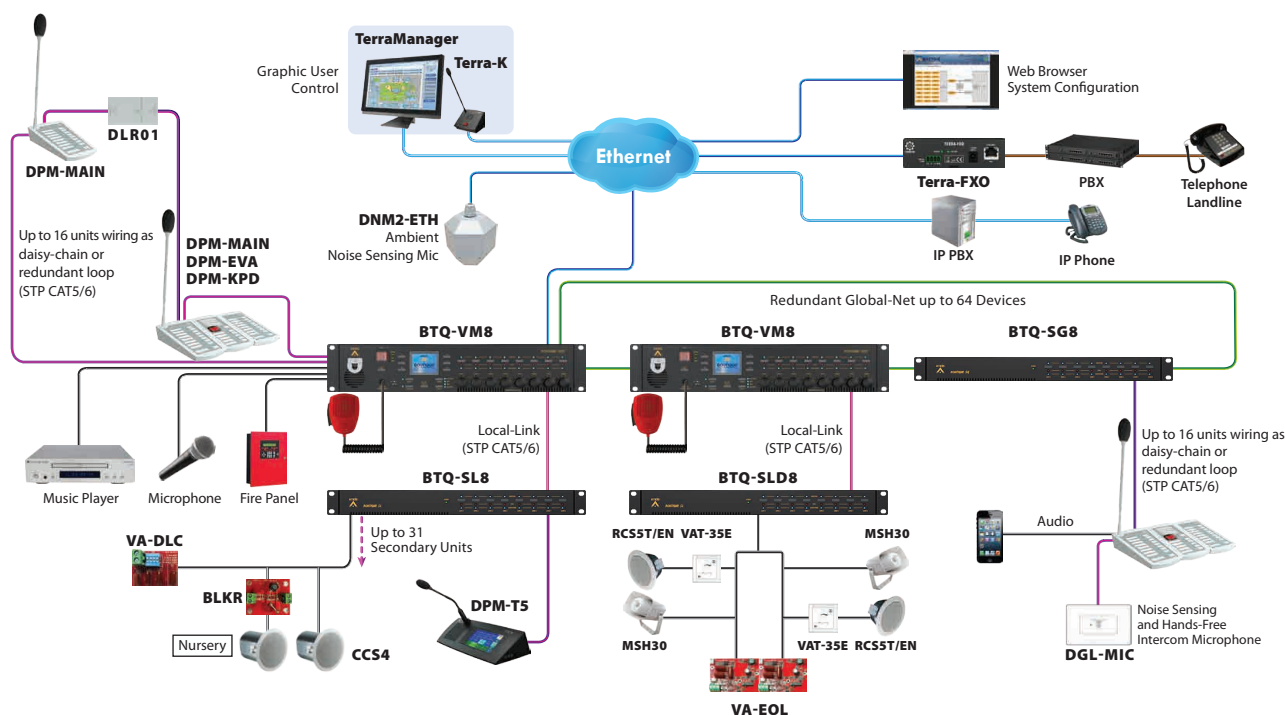 TerraManager
Terra-K
Graphic User
Control
Web Browser
System Configuration
DLR01
DPM-MAIN
Ethernet
TERRA-FXO
Terra-FXO
PBX
Telephone
Landline
DNM2-ETH
Ambient
Noise Sensing Mic
IP PBX
IP Phone
Up to 16 units wiring as
daisy-chain or
redundant loop
(STP CAT5/6)
DPM-MAIN
DPM-EVA
DPM-KPD
Redundant Global-Net up to 64 Devices
BTQ-VM8
BTQ-VM8
BTQ-SG8
Local-Link
(STP CAT5/6)
Local-Link
(STP CAT5/6)
Up to 16 units wiring as
daisy-chain or
redundant loop
(STP CAT5/6)
Music Player
Microphone
Fire Panel
BTQ-SL8
BTQ-SLD8
Up to 31
Secondary Units
VA-DLC
BLKR
Nursery
CCS4
DPM-T5
RCS5T/EN
VAT-35E
MSH30
MSH30
VAT-35E
RCS5T/EN
VA-EOL
Audio
Noise Sensing
and Hands-Free
Intercom Microphone
DGL-MIC